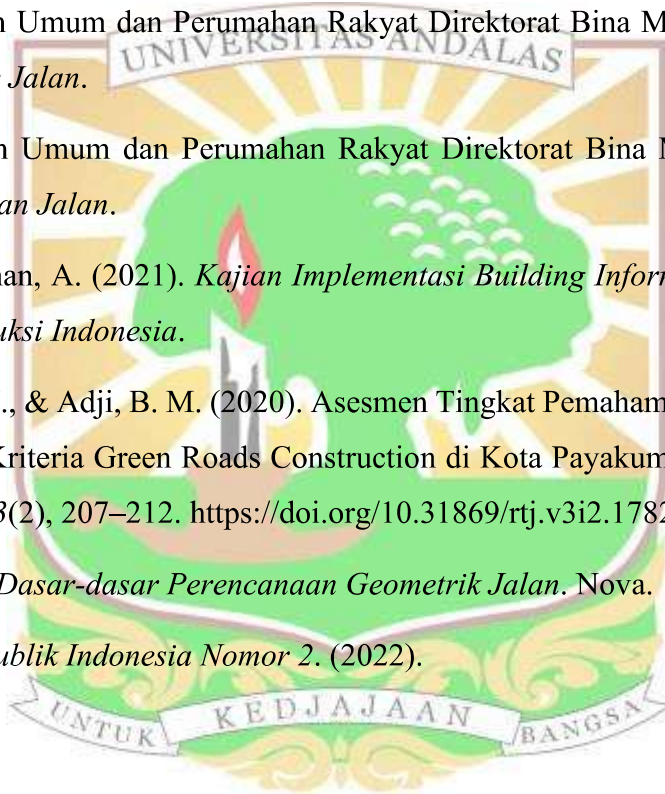 n Umum dan Perumahan Rakyat Direktorat Bina M
UNIVERSITAS ANDALAS
Jalan.
n Umum dan Perumahan Rakyat Direktorat Bina M
an Jalan.
nan, A. (2021). Kajian Implementasi Building Inform
uksi Indonesia.
., & Adji, B. M. (2020). Asesmen Tingkat Pemaham
Kriteria Green Roads Construction di Kota Payakum
3(2), 207–212. https://doi.org/10.31869/rtj.v3i2.1782
Dasar-dasar Perencanaan Geometrik Jalan. Nova.
ublik Indonesia Nomor 2. (2022).
UNTUK KEDJAJAAN BANGSA